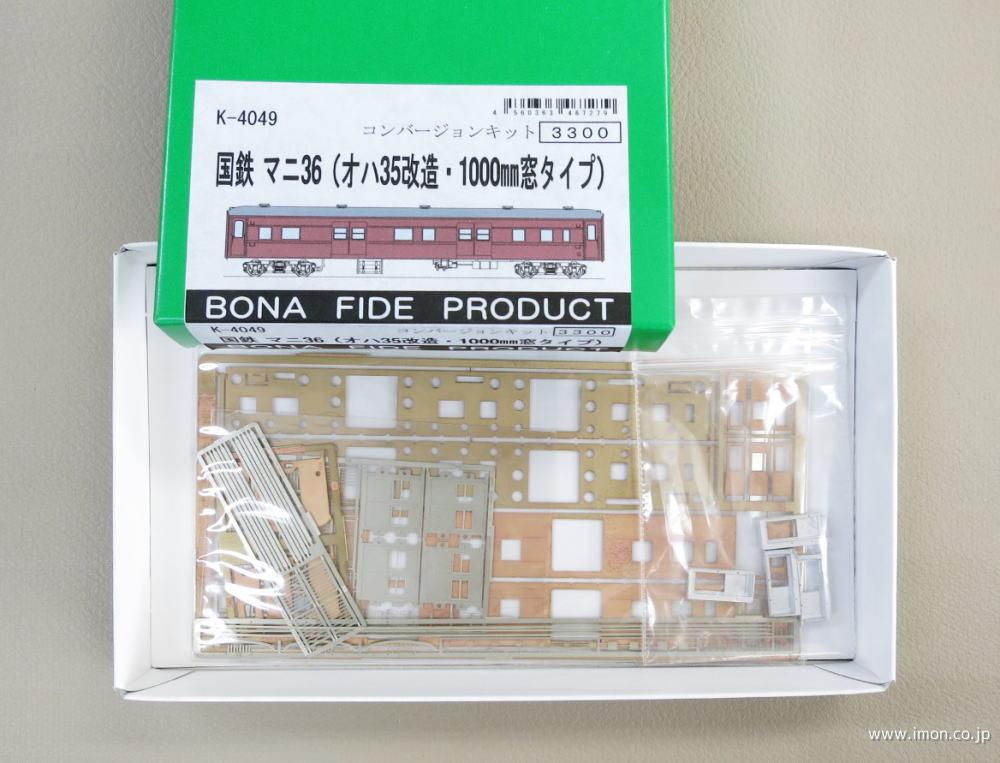 K-4049
4 560363 467279
コンバージョンキット 3300
国鉄 マニ36（オハ35改造・1000㎜窓タイプ）
BONA FIDE PRODUCT
K-4049 コンバージョンキット 3300
国鉄 マニ36（オハ35改造・1000㎜窓タイプ）
BONA FIDE PRODUCT
www.imon.co.jp